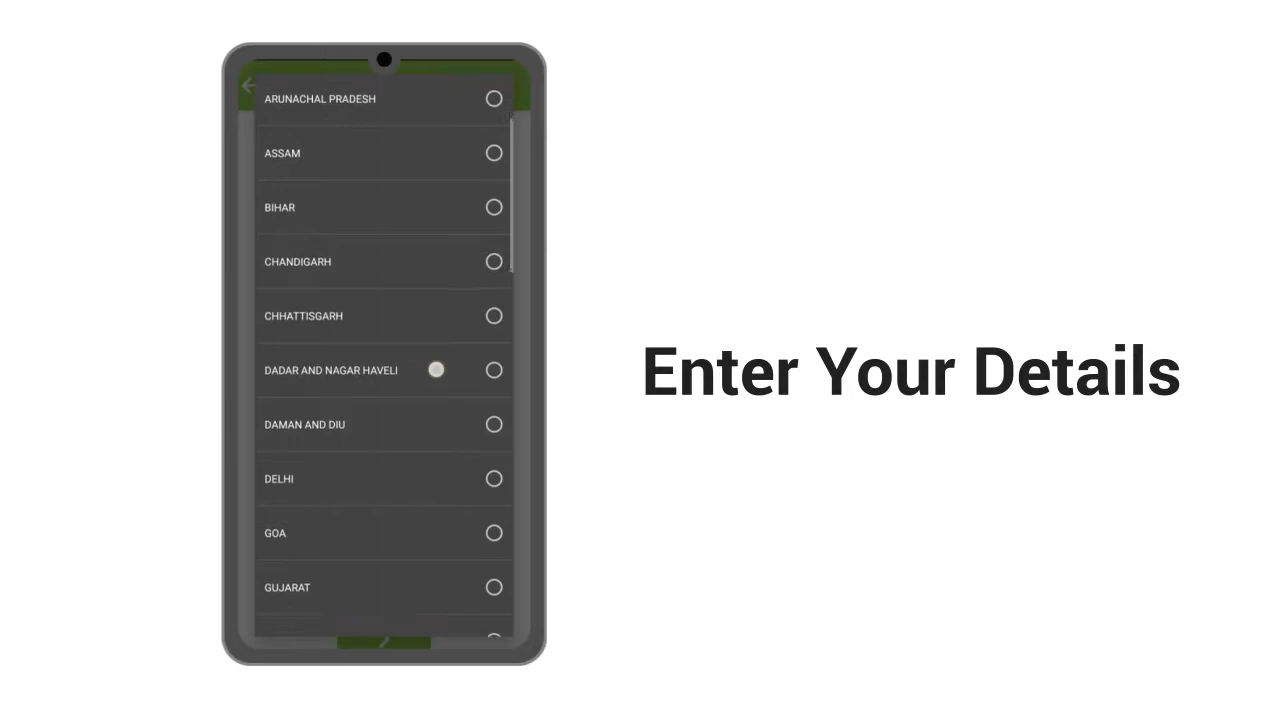 ARUNACHAL PRADESH
ASSAM
BIHAR
CHANDIGARH
CHHATTISGARH
DADAR AND NAGAR HAVELI
DAMAN AND DIU
DELHI
GOA
GUJARAT
Enter Your Details